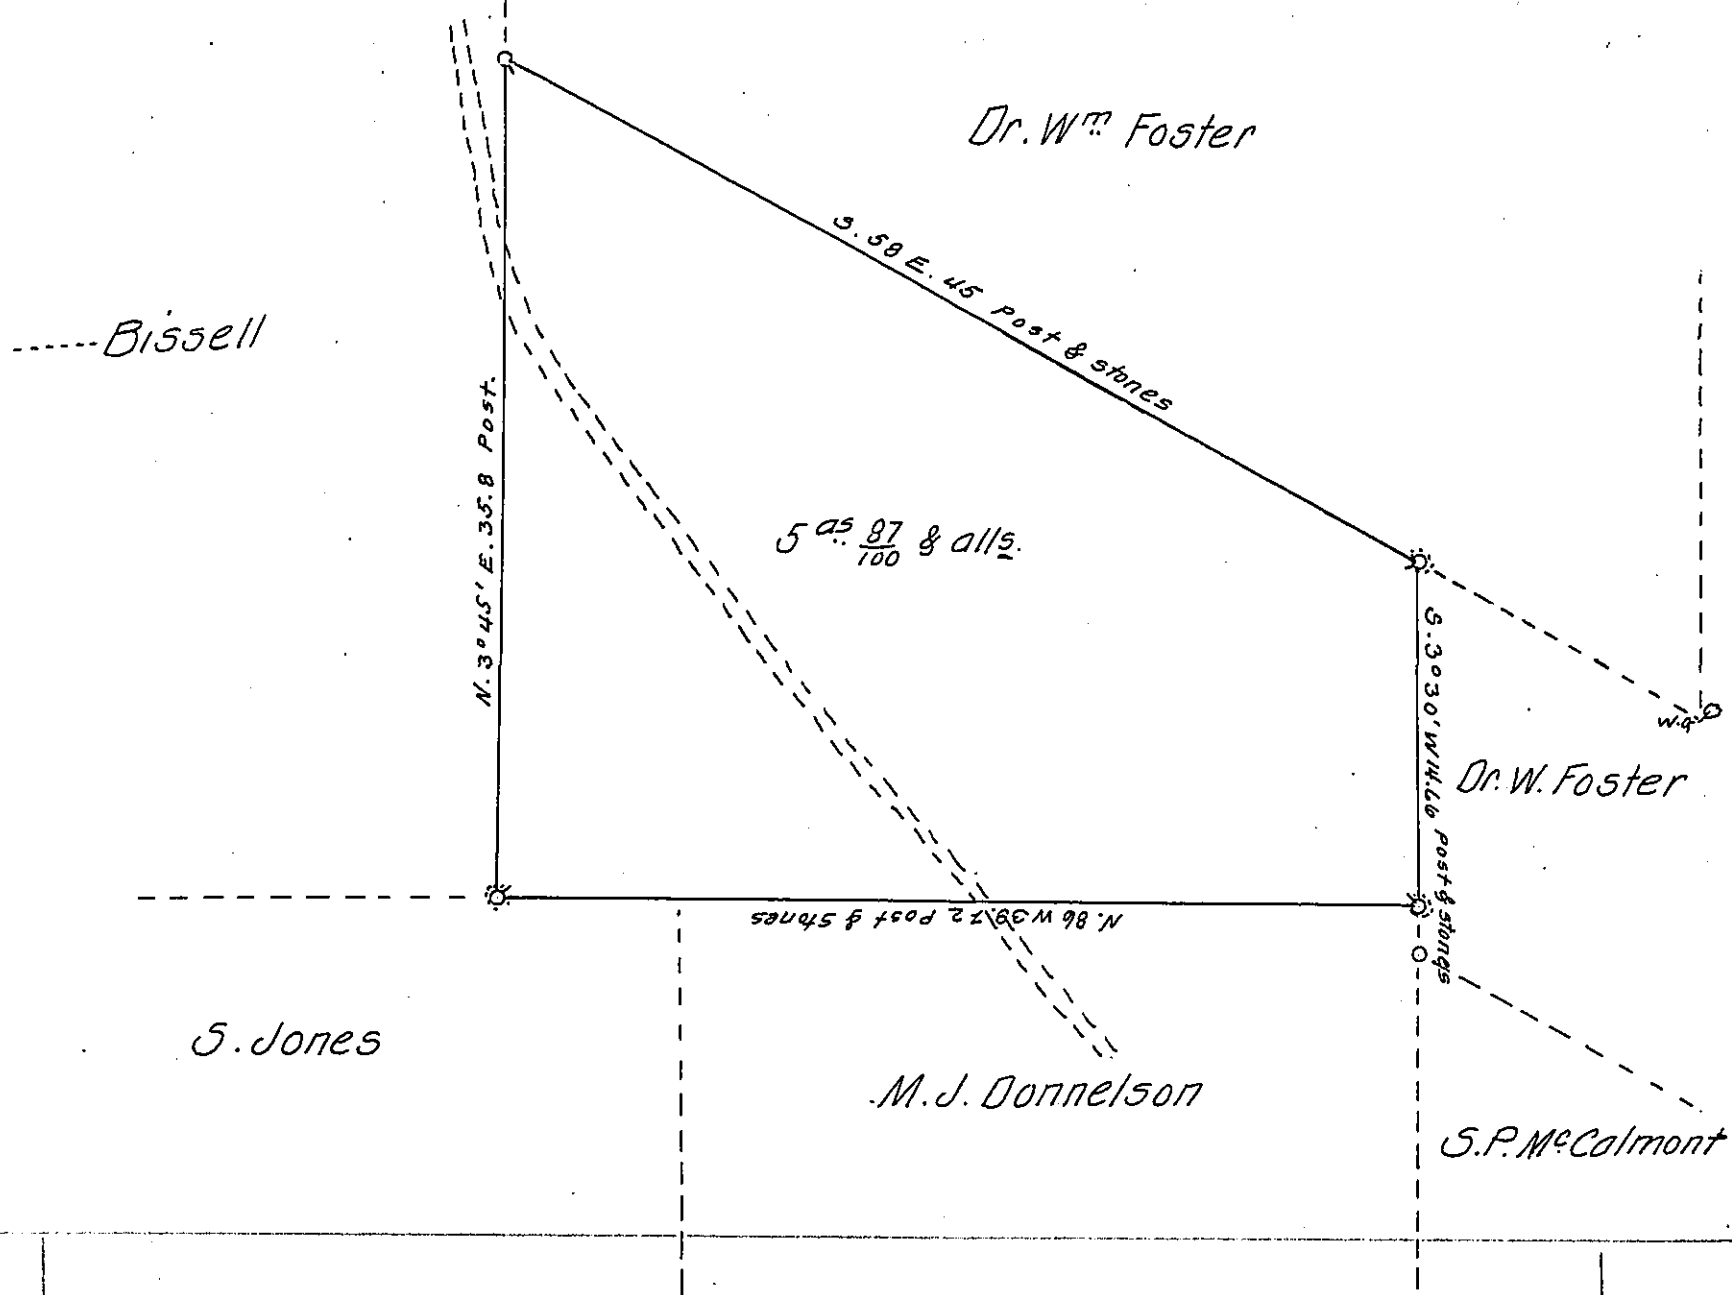 Dr. Wm Foster
S. 58 E. 45 Post & stones
Bissell
N. 3° 45' E. 35.8 Post.
5 as 87/100 & alls.
S. 3° 30' W 14.66 Post & stones
W.O.
Dr. W. Foster
N. 86 W 39.72 Post & Stones
S. Jones
M. J. Donnelson
S. P. McCalmont